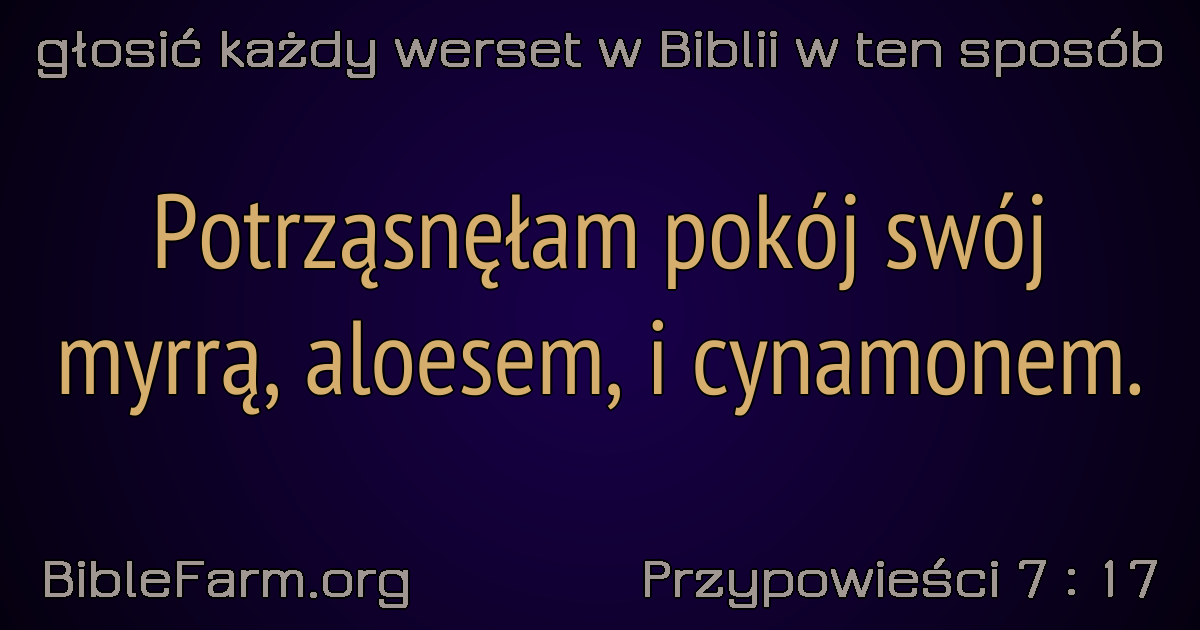 głosić każdy werset w Biblii w ten sposób
Potrząsnęłam pokój swój
myrrą, aloesem, i cynamonem.
BibleFarm.org
Przypowieści 7 : 17